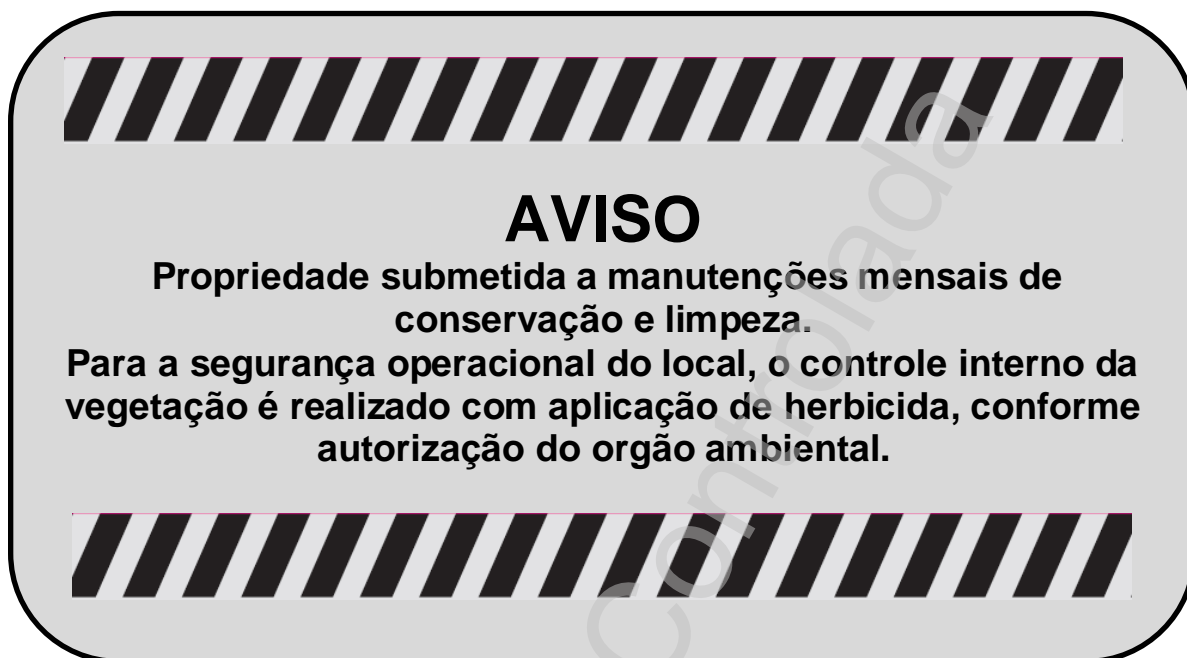 AVISO
Propriedade submetida a manutenções mensais de
conservação e limpeza.
Para a segurança operacional do local, o controle interno da
vegetação é realizado com aplicação de herbicida, conforme
autorização do orgão ambiental.
Controlada